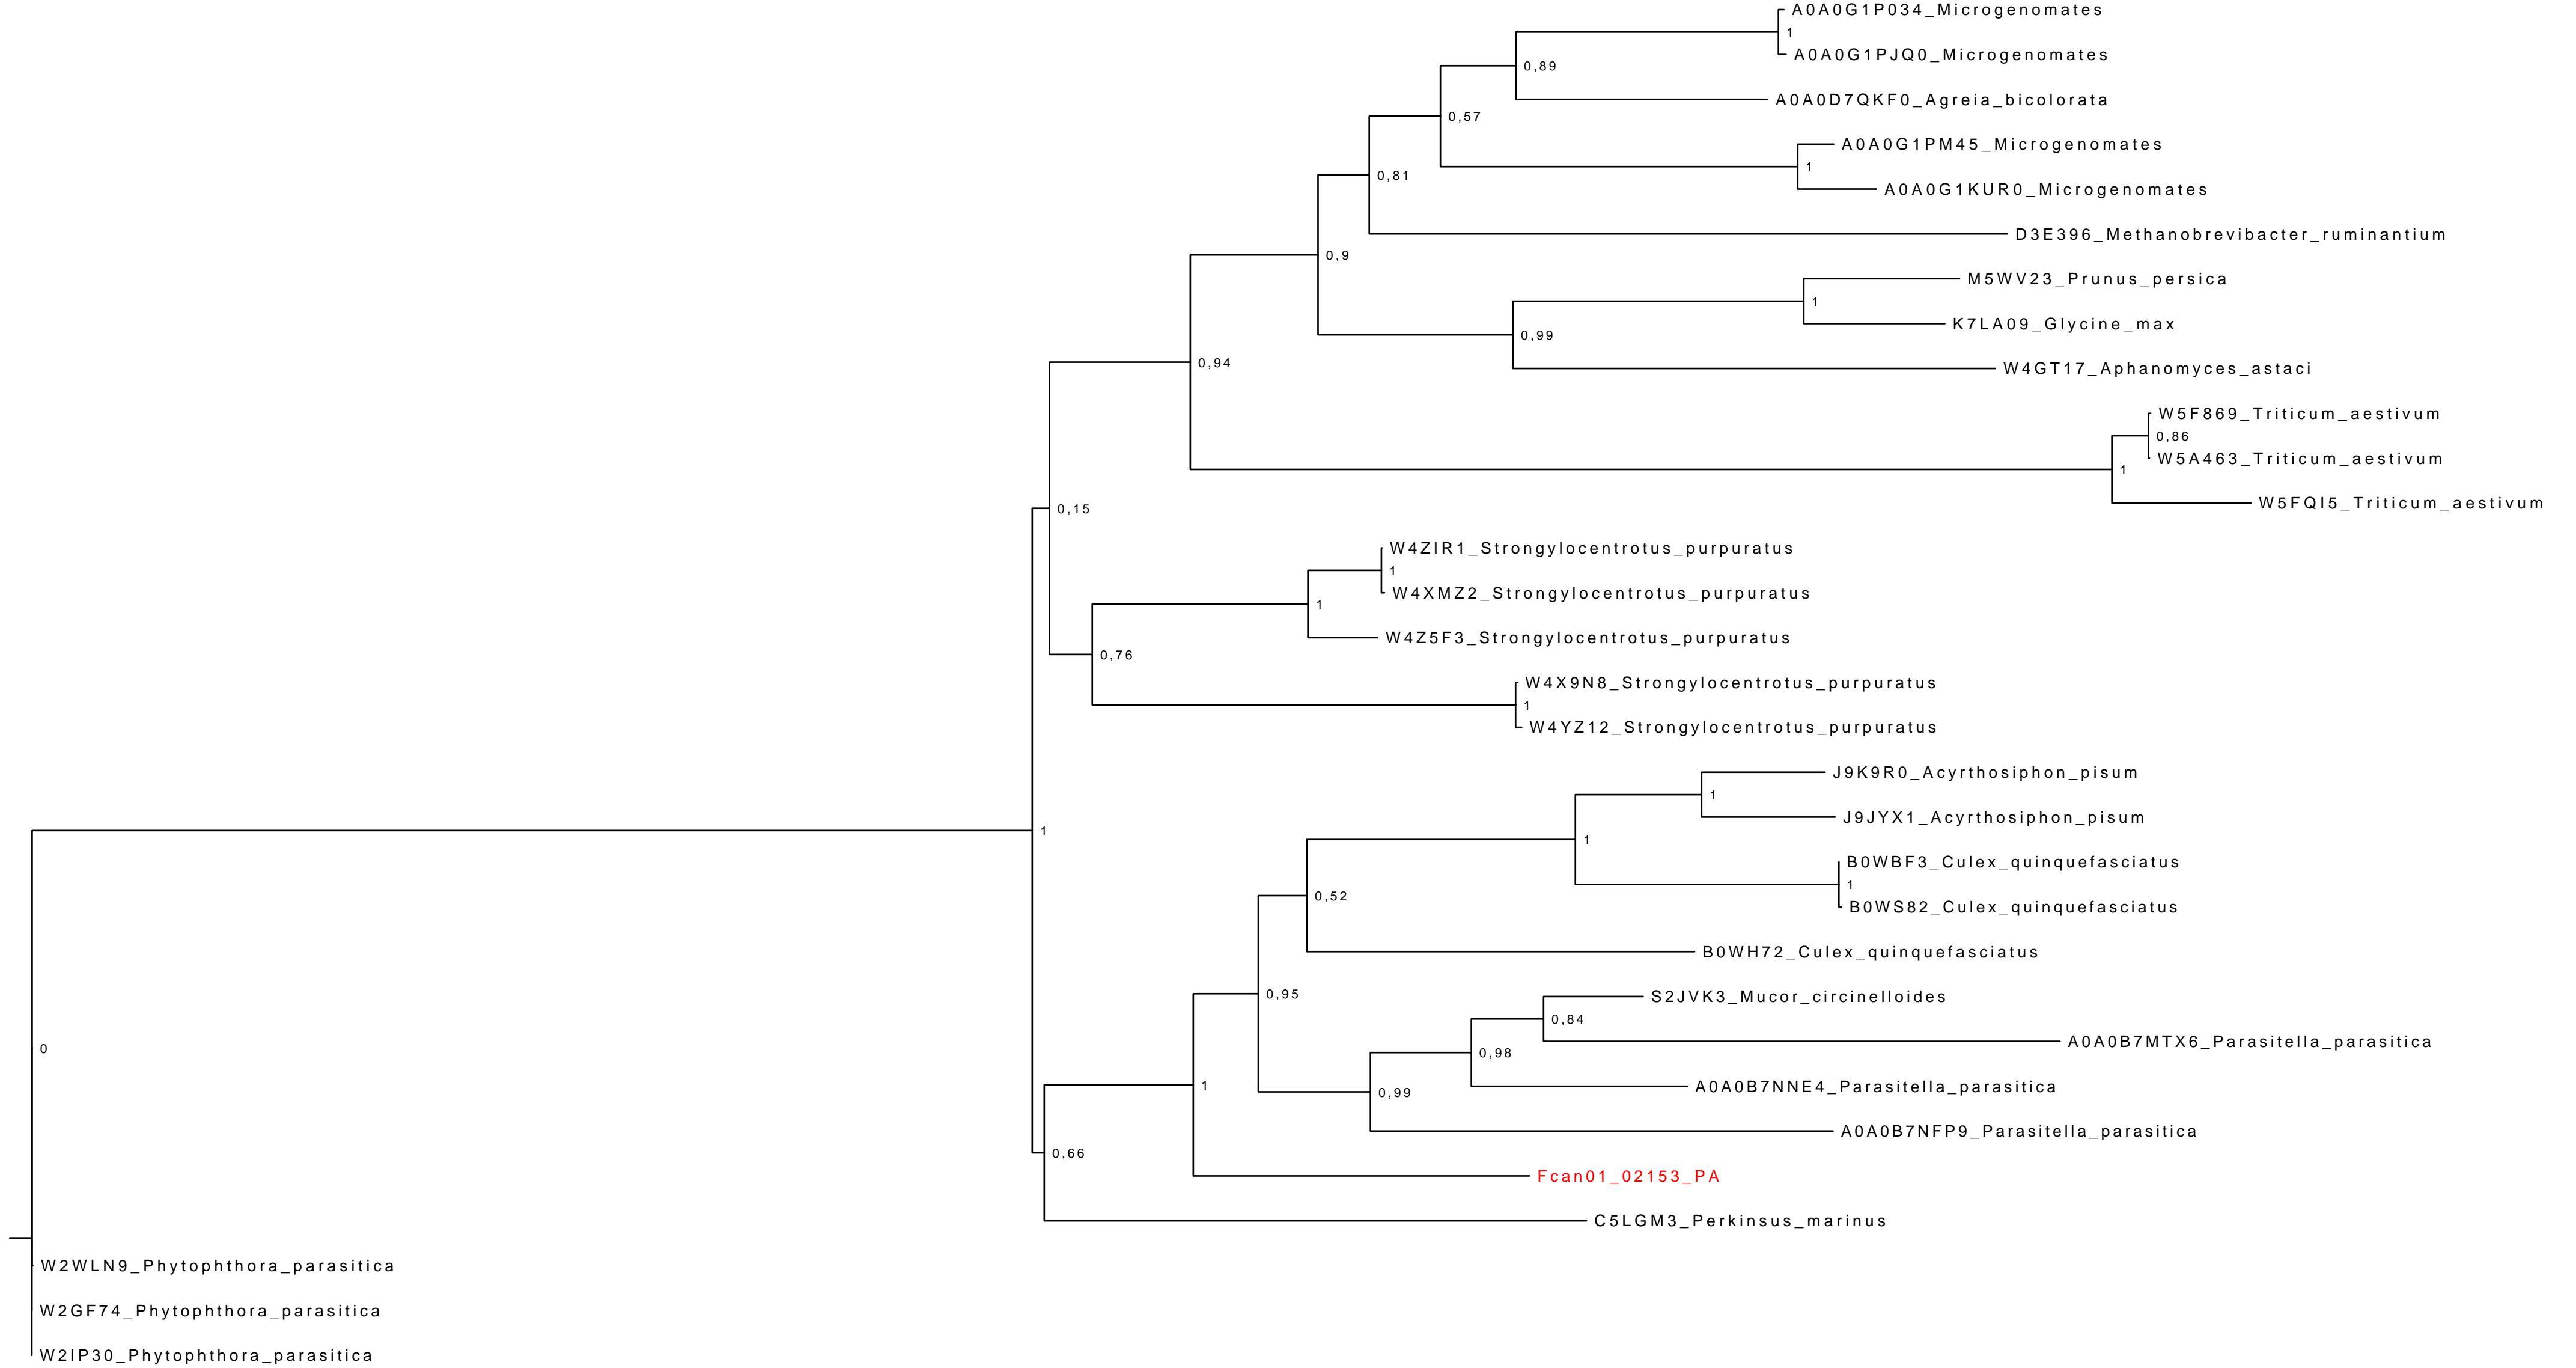 A0A0G1P034_Microgenomates
1
A0A0G1PJQ0_Microgenomates
0,89
A0A0D7QKF0_Agreia_bicolorata
0,57
A0A0G1PM45_Microgenomates
1
0,81
A0A0G1KUR0_Microgenomates
D3E396_Methanobrevibacter_ruminantium
0,9
M5WV23_Prunus_persica
1
K7LA09_Glycine_max
0,99
0,94
W4GT17_Aphanomyces_astaci
W5F869_Triticum_aestivum
0,86
W5A463_Triticum_aestivum
1
W5FQI5_Triticum_aestivum
0,15
W4ZIR1_Strongylocentrotus_purpuratus
1
W4XMZ2_Strongylocentrotus_purpuratus
1
W4Z5F3_Strongylocentrotus_purpuratus
0,76
W4X9N8_Strongylocentrotus_purpuratus
1
W4YZ12_Strongylocentrotus_purpuratus
J9K9R0_Acyrthosiphon_pisum
1
J9JYX1_Acyrthosiphon_pisum
1
1
B0WBF3_Culex_quinquefasciatus
1
0,52
B0WS82_Culex_quinquefasciatus
B0WH72_Culex_quinquefasciatus
0,95
S2JVK3_Mucor_circinelloides
0,84
A0A0B7MTX6_Parasitella_parasitica
0
0,98
1
A0A0B7NNE4_Parasitella_parasitica
0,99
A0A0B7NFP9_Parasitella_parasitica
0,66
Fcan01_02153_PA
C5LGM3_Perkinsus_marinus
W2WLN9_Phytophthora_parasitica
W2GF74_Phytophthora_parasitica
W2IP30_Phytophthora_parasitica